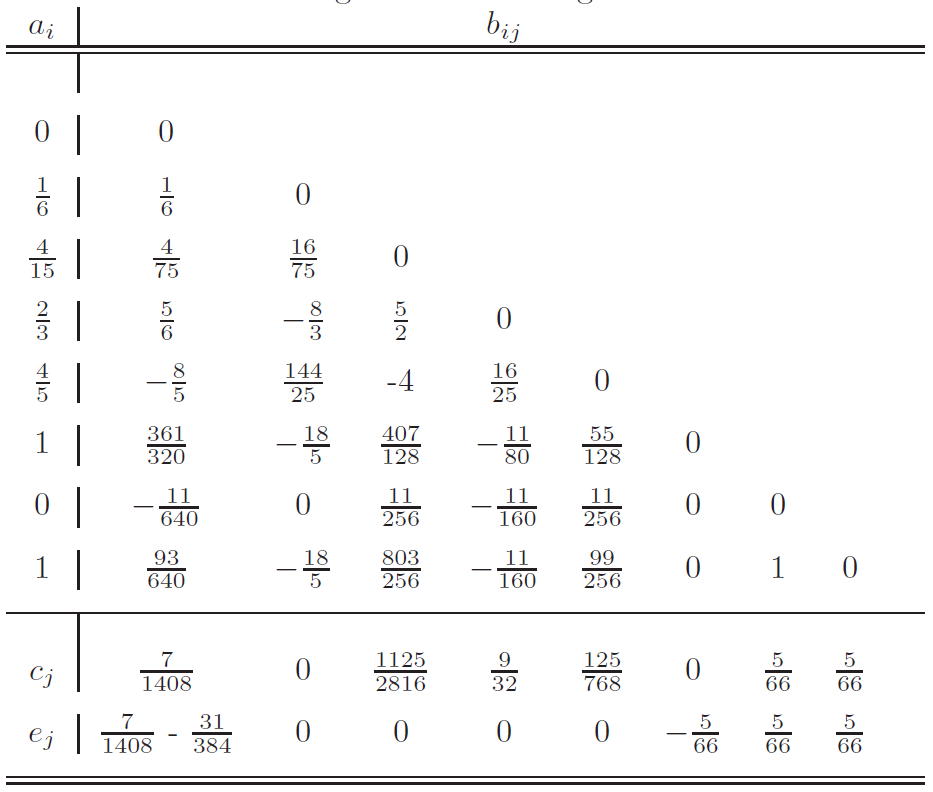 a_i b_{ij}
0 0
1/6 1/6 0
4/15 4/75 16/75 0
2/3 5/6 −8/3 5/2 0
4/5 −8/5 144/25 -4 16/25 0
1 361/320 −18/5 407/128 −11/80 55/128 0
0 −11/640 0 11/256 −11/160 11/256 0 0
1 93/640 −18/5 803/256 −11/160 99/256 0 1 0
c_j 7/1408 0 1125/2816 9/32 125/768 0 5/66 5/66
e_j 7/1408 - 31/384 0 0 0 0 −5/66 5/66 5/66